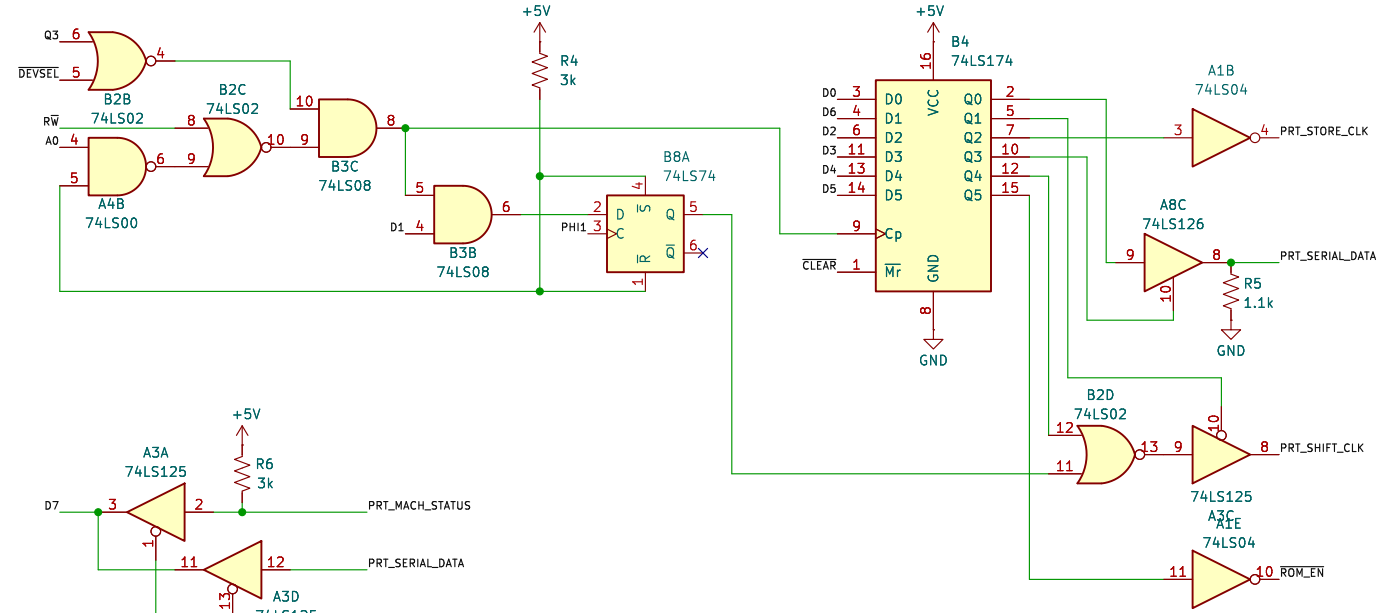 +5V
+5V
Q3 6
4
DEVSEL 5
B2B
74LS02
B2C
74LS02
RW 8
A0 4
10
6
9
5
A4B
74LS00
10
8
9
B3C
74LS08
R4
3k
5
6
D1 4
B3B
74LS08
B8A
74LS74
4
2 D S Q 5
PHI1 3 C
Q 6
R
1
B4
74LS174
16
VCC
D0 3 D0 Q0 2
D6 4 D1 Q1 5
D2 6 D2 Q2 7
D3 11 D3 Q3 10
D4 13 D4 Q4 12
D5 14 D5 Q5 15
9 Cp
CLEAR 1 Mr
GND
8
GND
A1B
74LS04
3 4 PRT_STORE_CLK
A8C
74LS126
9 8 PRT_SERIAL_DATA
10
R5
1.1k
GND
B2D
74LS02
12
13
11
10
9 8 PRT_SHIFT_CLK
74LS125
A3C
A1E
74LS04
11 10 ROM_EN
+5V
A3A
74LS125
R6
3k
D7 3 2 PRT_MACH_STATUS
1
11 12 PRT_SERIAL_DATA
13
A3D
74LS125